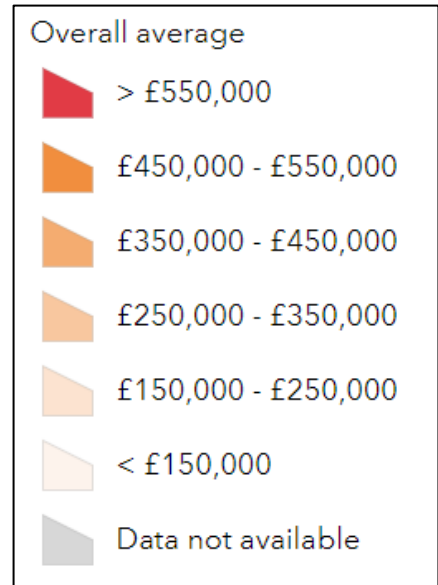 Overall average
> £550,000
£450,000 - £550,000
£350,000 - £450,000
£250,000 - £350,000
£150,000 - £250,000
< £150,000
Data not available